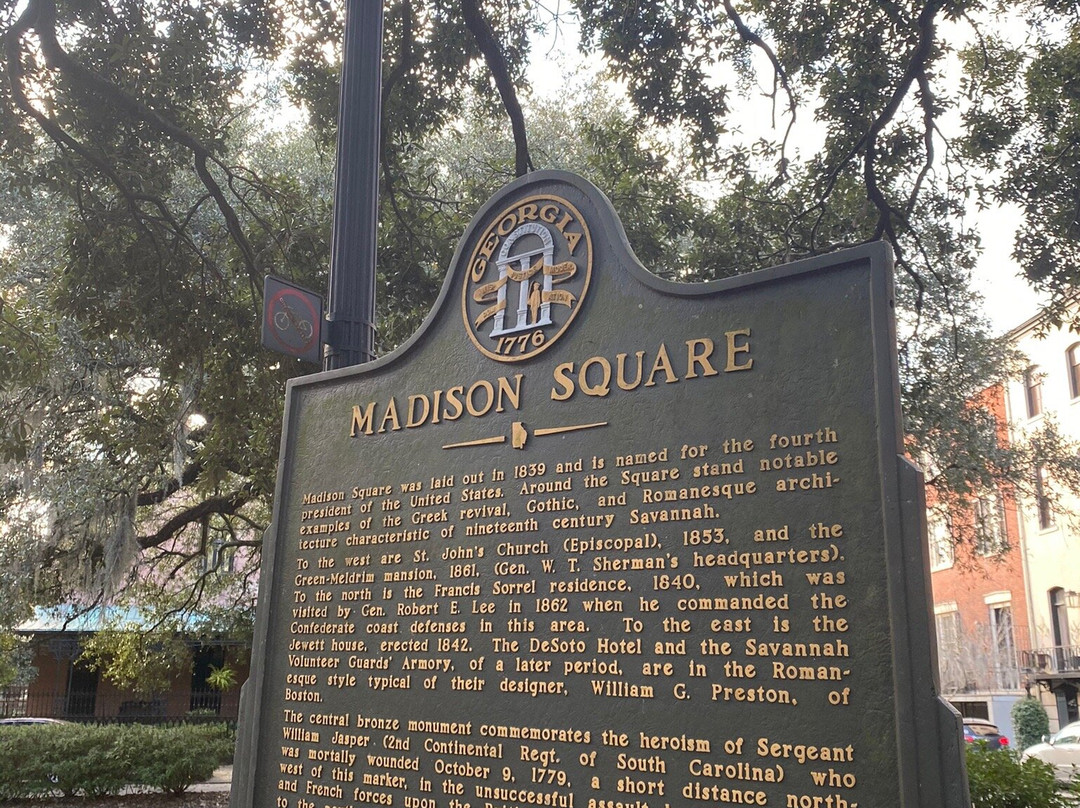 GEORGIA
1776
MADISON SQUARE
Madison Square was laid out in 1839 and is named for the fourth
president of the United States. Around the Square stand notable
examples of the Greek revival, Gothic, and Romanesque archi-
tecture characteristic of nineteenth century Savannah.
To the west are St. John's Church (Episcopal), 1853, and the
Green-Meldrim mansion, 1861, (Gen. W. T. Sherman's headquarters).
To the north is the Francis Sorrel residence, 1840, which was
visited by Gen. Robert E. Lee in 1862 when he commanded the
Confederate coast defenses in this area. To the east is the
Jewett house, erected 1842. The DeSoto Hotel and the Savannah
Volunteer Guards' Armory, of a later period, are in the Roman-
esque style typical of their designer, William G. Preston, of
Boston.
The central bronze monument commemorates the heroism of Sergeant
William Jasper (2nd Continental Regt. of South Carolina) who
was mortally wounded October 9, 1779, a short distance north-
west of this marker, in the unsuccessful assault
and French forces upon the
to the